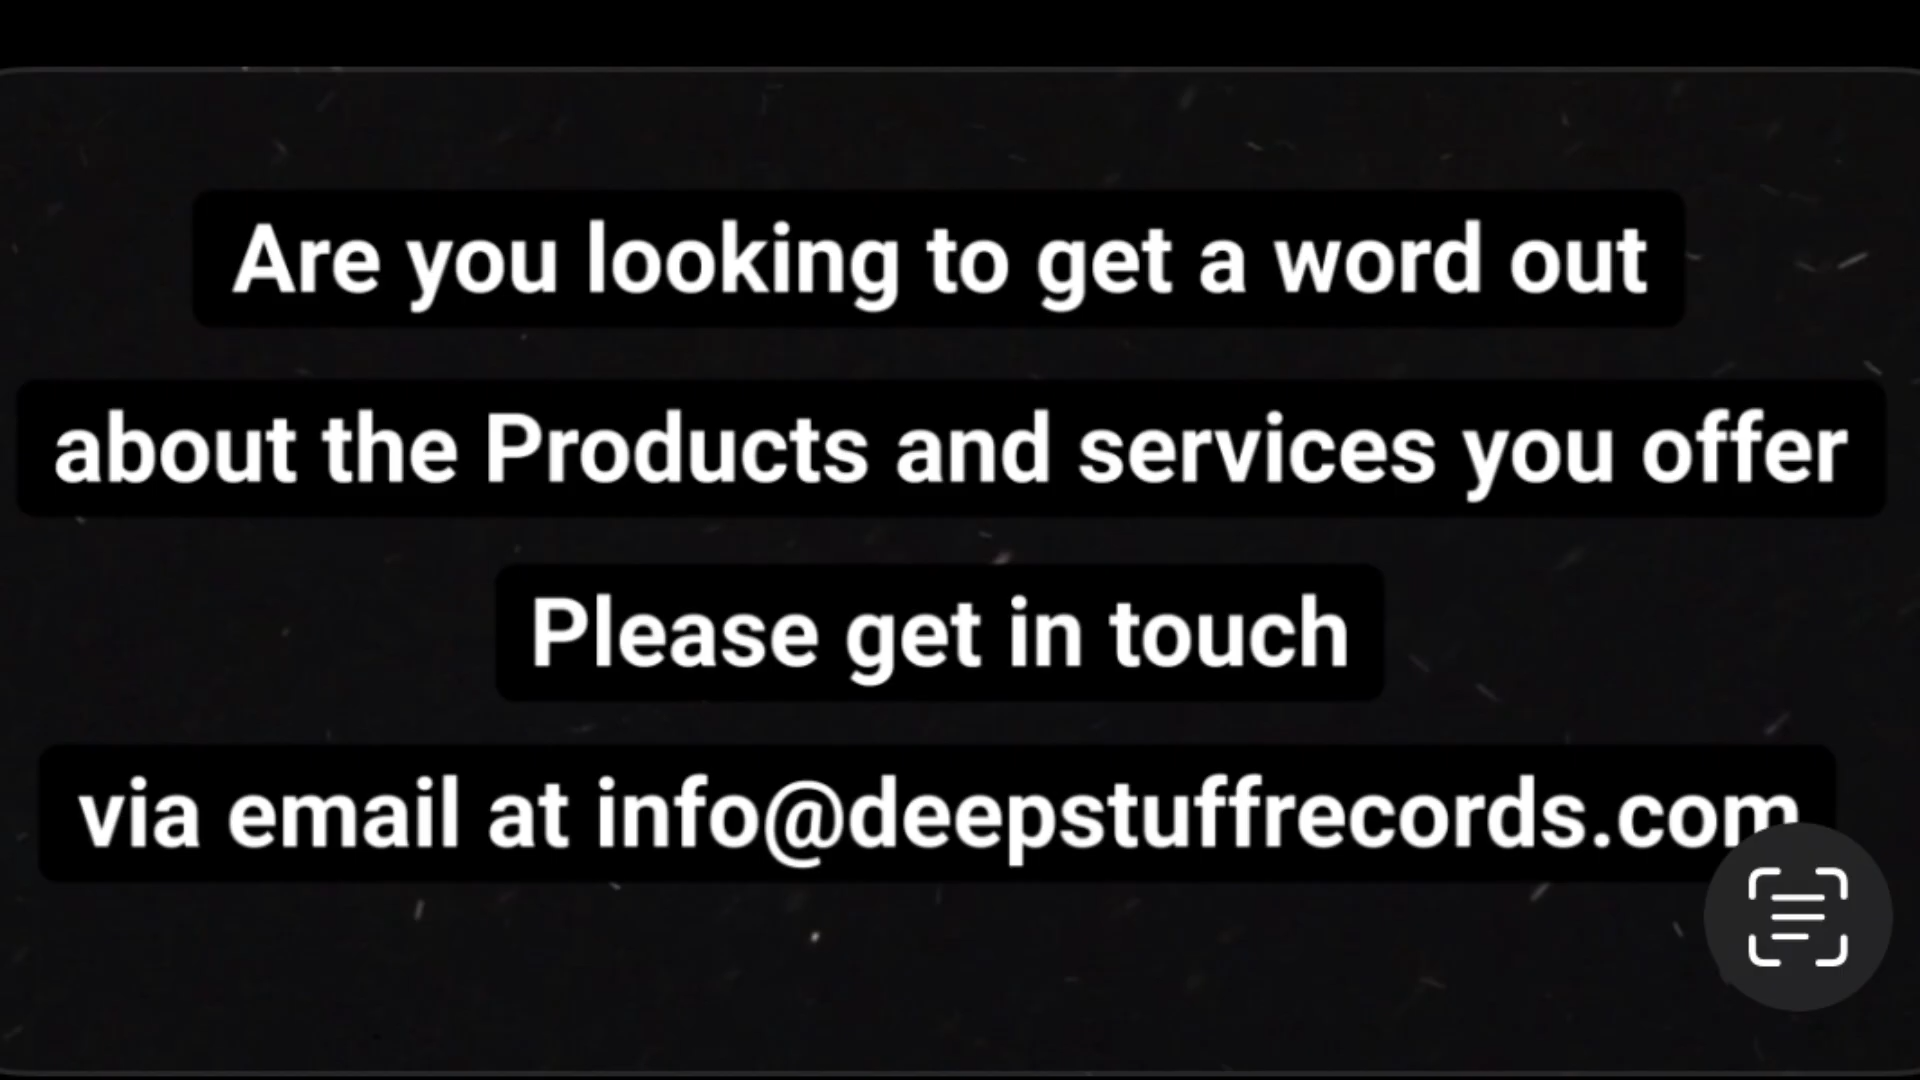 Are you looking to get a word out
about the Products and services you offer
Please get in touch
via email at info@deepstuffrecords.com